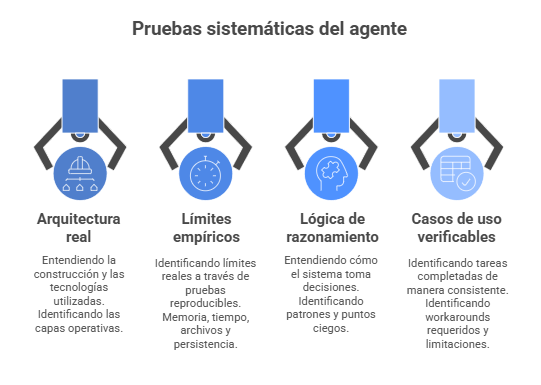 Pruebas sistemáticas del agente
Arquitectura
real
Entendiendo la
construcción y las
tecnologías
utilizadas.
Identificando las
capas operativas.
Límites
empíricos
Identificando límites
reales a través de
pruebas
reproducibles.
Memoria, tiempo,
archivos y
persistencia.
Lógica de
razonamiento
Entendiendo cómo
el sistema toma
decisiones.
Identificando
patrones y puntos
ciegos.
Casos de uso
verificables
Identificando tareas
completadas de
manera consistente.
Identificando
workarounds
requeridos y
limitaciones.